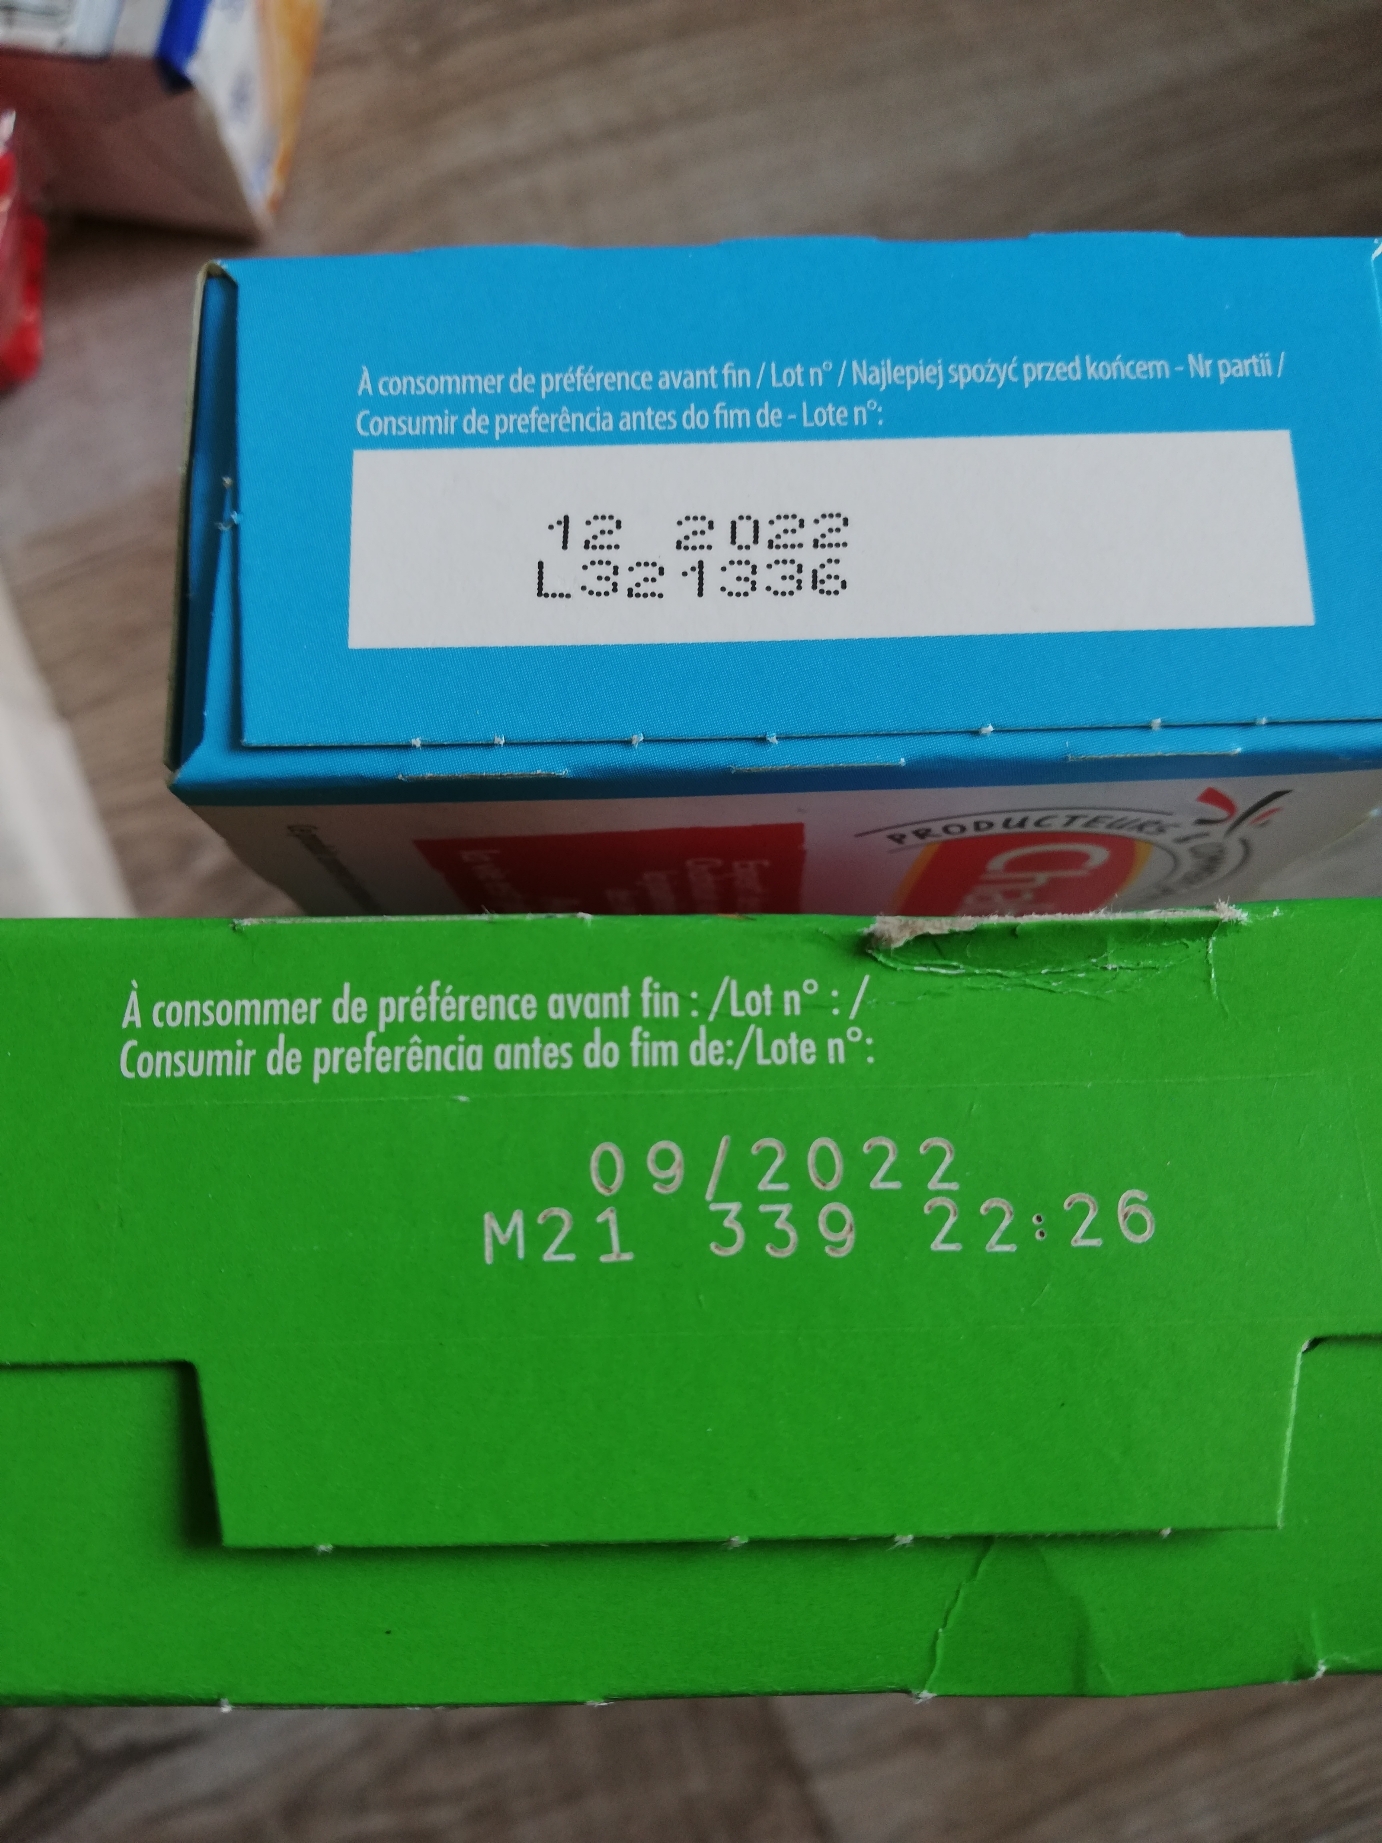 À consommer de préférence avant fin / Lot n° / Najlepiej spożyć przed końcem - Nr partii /
Consumir de preferência antes do fim de - Lote n°:
12 2022
L321336
PRODUCTEURS
À consommer de préférence avant fin : /Lot n° : /
Consumir de preferência antes do fim de:/Lote n°:
09/2022
M21 339 22:26